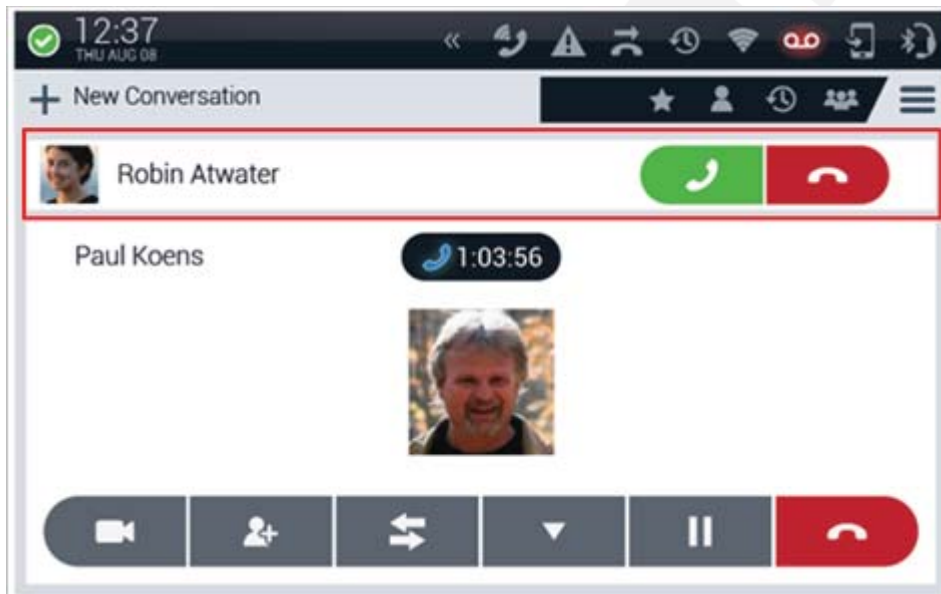 12:37
THU AUG 08
New Conversation
Robin Atwater
Paul Koens
1:03:56